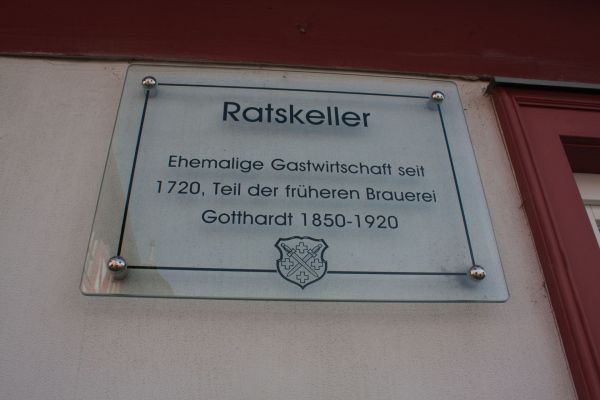 Ratskeller
Ehemalige Gastwirtschaft seit
1720, Teil der früheren Brauerei
Gotthardt 1850-1920